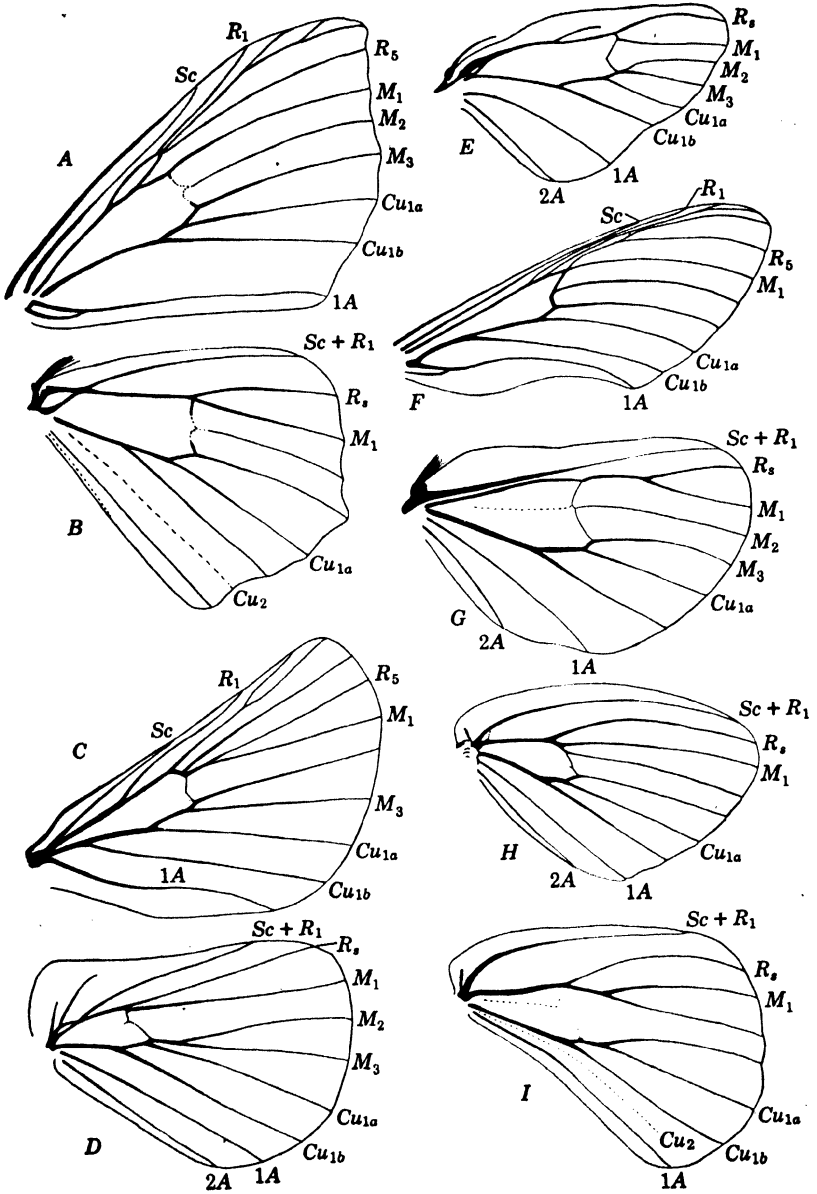 A
Sc
R1
R5
M1
M2
M3
Cu1a
Cu1b
1A
B
Sc + R1
Rs
M1
Cu1a
Cu2
C
Sc
R1
R5
M1
M3
Cu1a
Cu1b
1A
D
Sc + R1
Rs
M1
M2
M3
Cu1a
Cu1b
1A
2A
E
Rs
M1
M2
M3
Cu1a
Cu1b
1A
2A
F
Sc
R1
R5
M1
Cu1a
Cu1b
1A
G
Sc + R1
Rs
M1
M2
M3
Cu1a
1A
2A
H
Sc + R1
Rs
M1
Cu1a
1A
2A
I
Sc + R1
Rs
M1
Cu1a
Cu1b
Cu2
1A